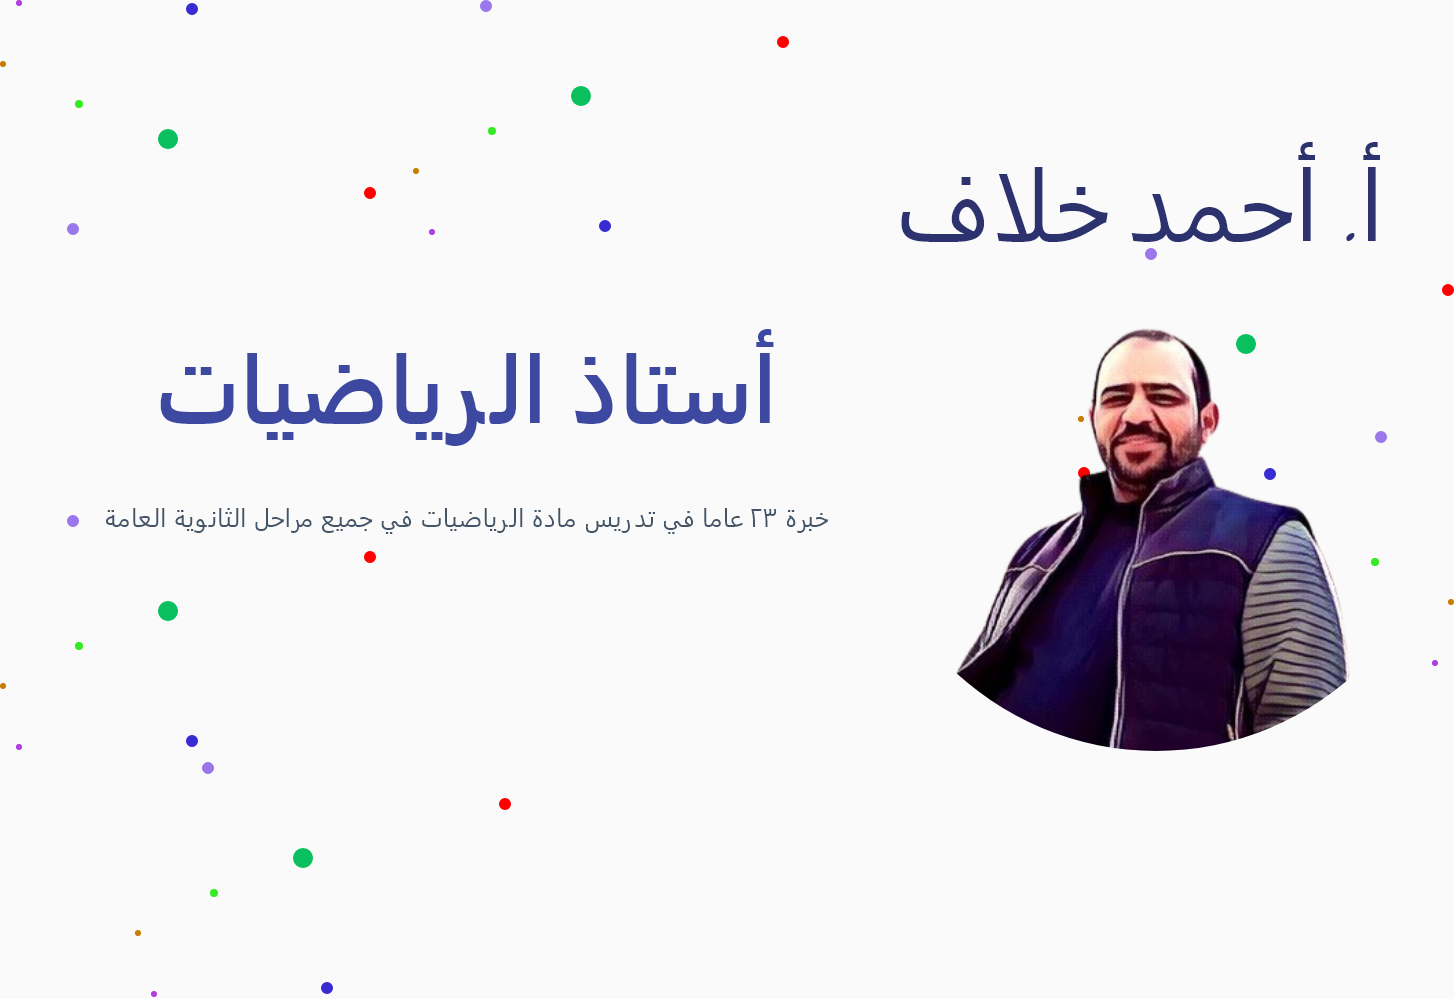 أ. أحمد خلاف
أستاذ الرياضيات
خبرة ٢٣ عاما في تدريس مادة الرياضيات في جميع مراحل الثانوية العامة